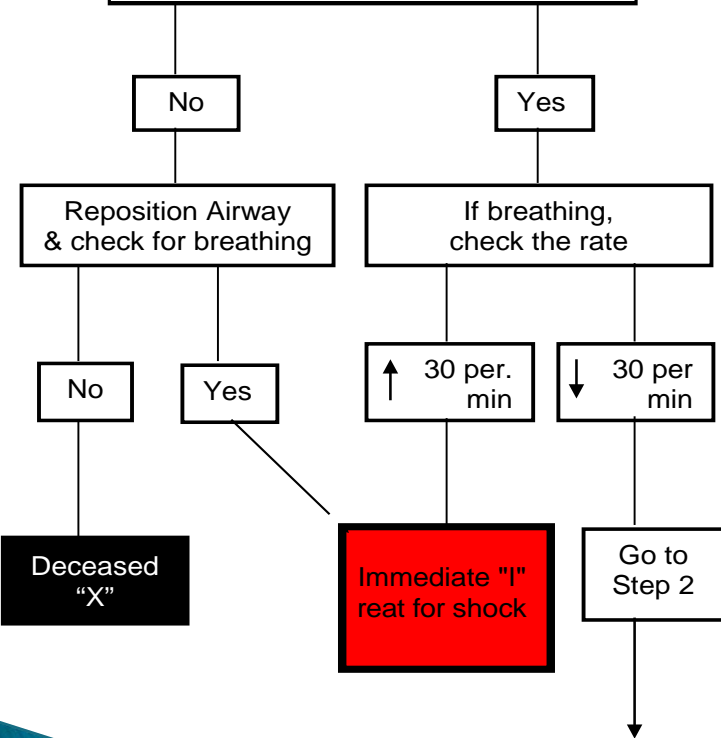 No
Yes
Reposition Airway
& check for breathing
If breathing,
check the rate
No
Yes
↑ 30 per.
min
↓ 30 per
min
Deceased
“X”
Immediate "I"
reat for shock
Go to
Step 2